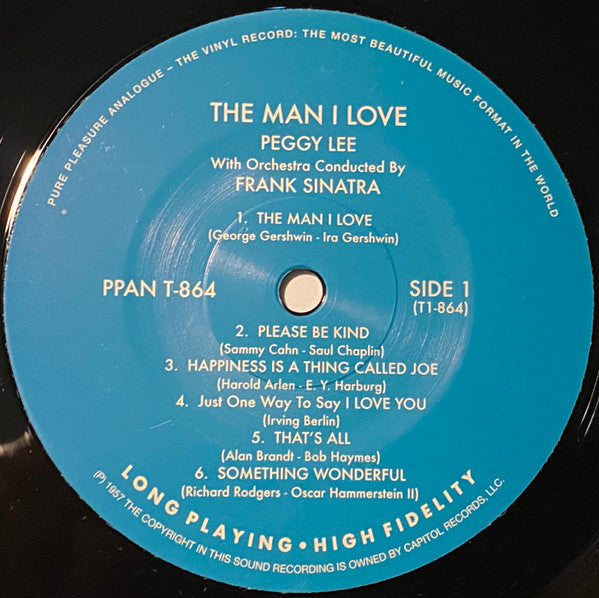 ° PURE PLEASURE ANALOGUE – THE VINYL RECORD: THE MOST BEAUTIFUL MUSIC FORMAT IN THE WORLD
THE MAN I LOVE
PEGGY LEE
With Orchestra Conducted By
FRANK SINATRA
1. THE MAN I LOVE
(George Gershwin - Ira Gershwin)
PPAN T-864
SIDE 1
(T1-864)
2. PLEASE BE KIND
(Sammy Cahn - Saul Chaplin)
3. HAPPINESS IS A THING CALLED JOE
(Harold Arlen - E. Y. Harburg)
4. Just One Way To Say I LOVE YOU
(Irving Berlin)
5. THAT'S ALL
(Alan Brandt - Bob Haymes)
6. SOMETHING WONDERFUL
(Richard Rodgers - Oscar Hammerstein II)
LONG PLAYING • HIGH FIDELITY
(P) 1957 THE COPYRIGHT IN THIS SOUND RECORDING IS OWNED BY CAPITOL RECORDS, LLC.